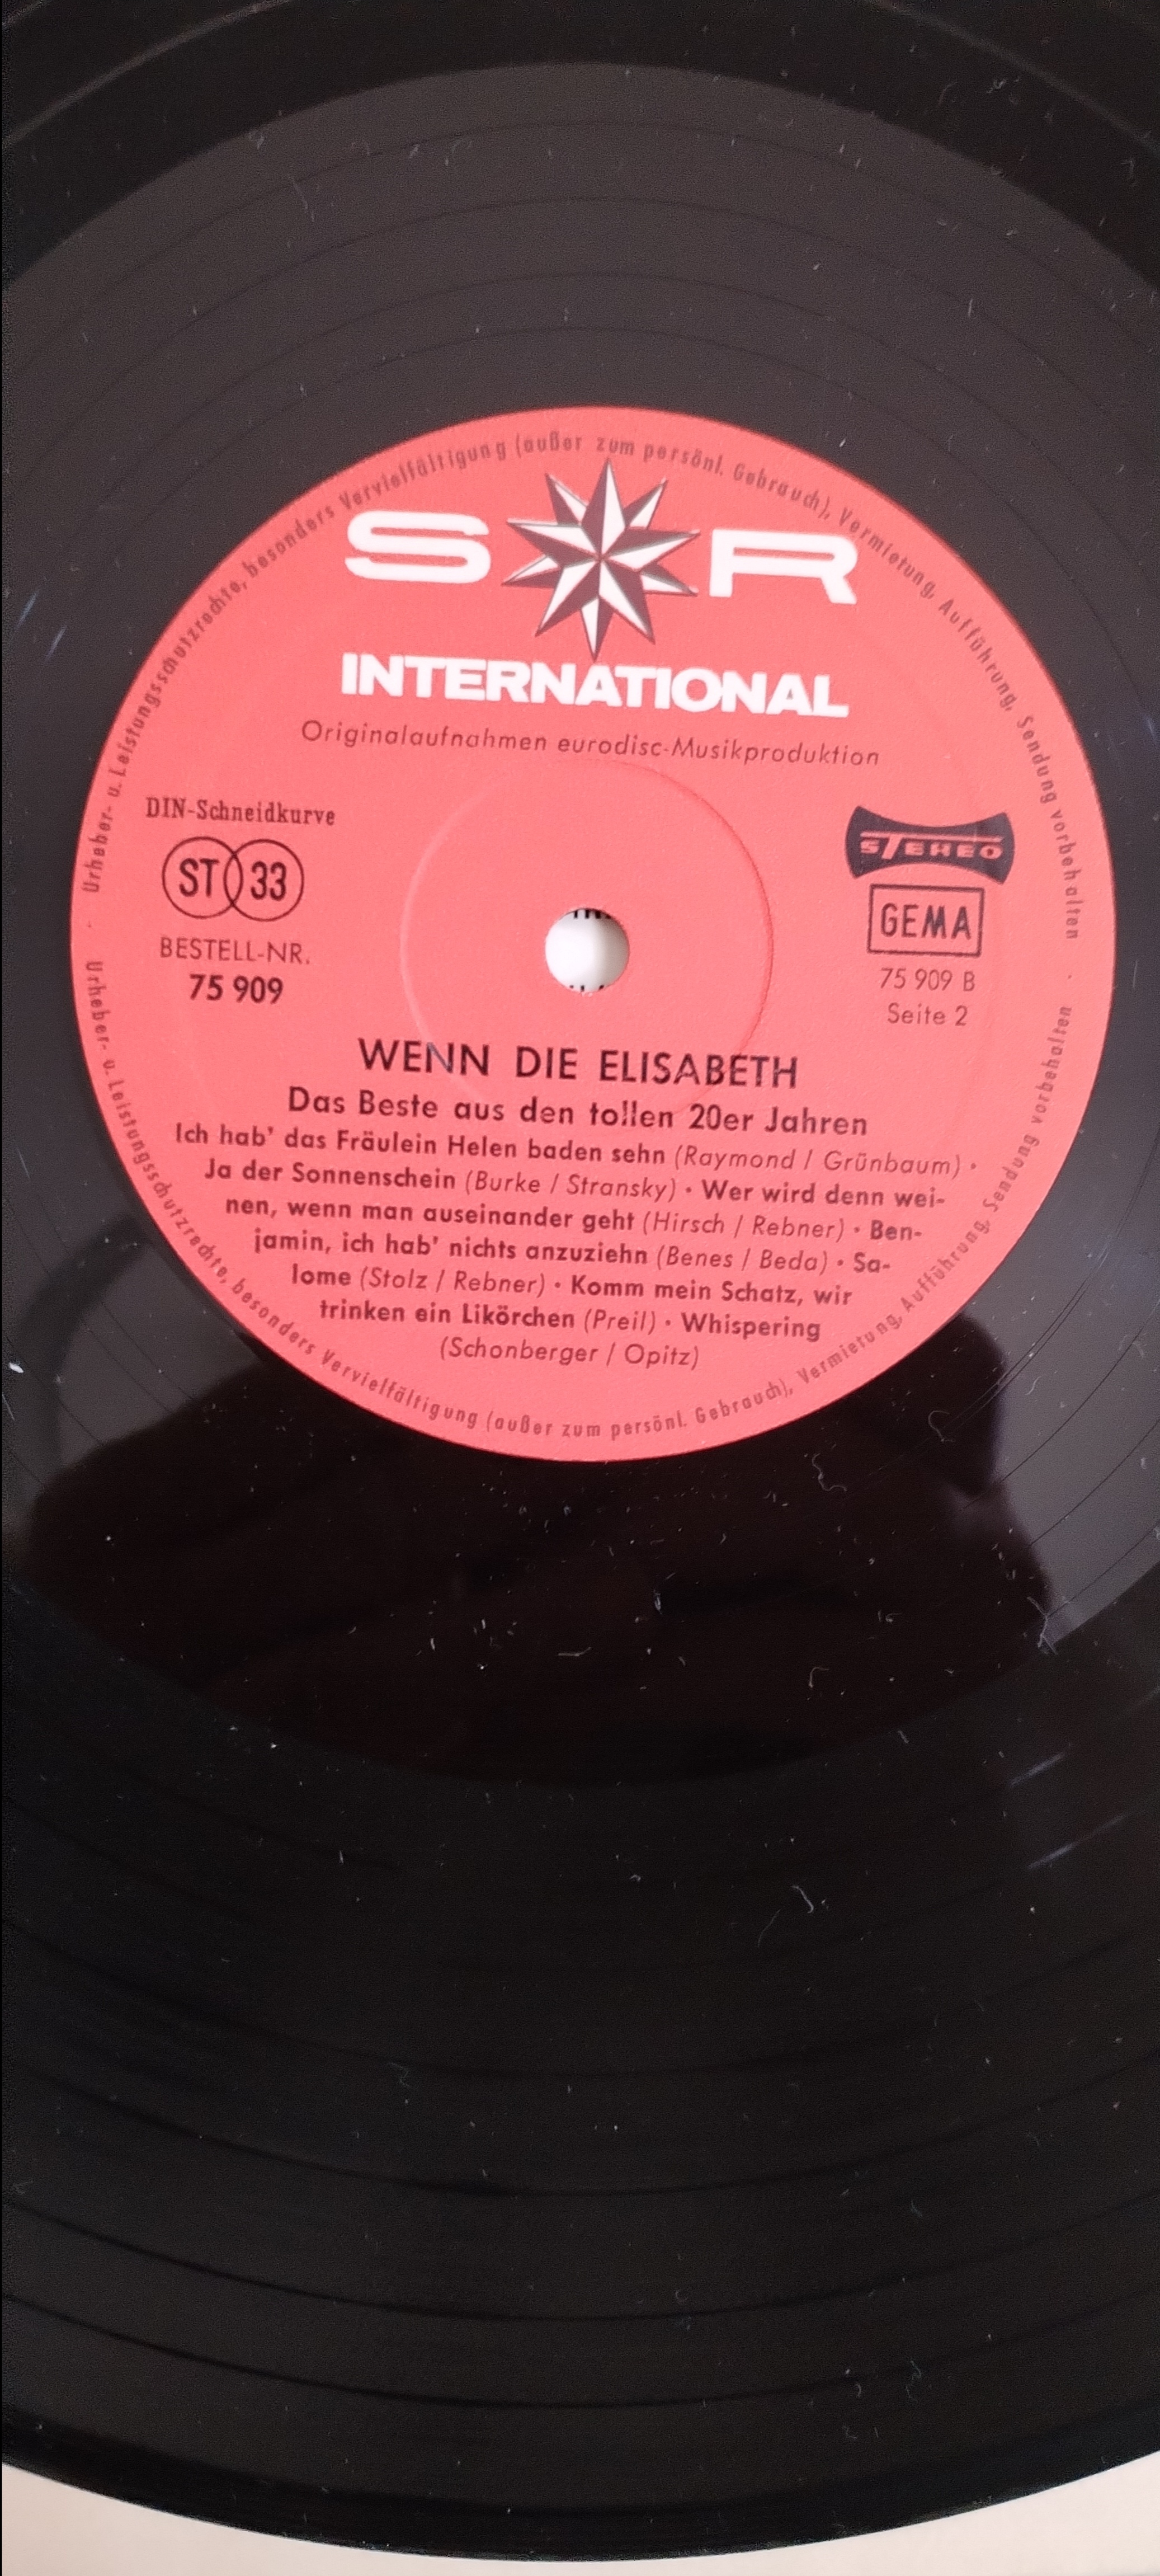 Urheber- u. Leistungsschutzrechte, besonders Vervielfältigung (außer zum persönl. Gebrauch), Vermietung, Aufführung, Sendung vorbehalten
S R
INTERNATIONAL
Originalaufnahmen eurodisc-Musikproduktion
DIN-Schneidkurve
ST 33
BESTELL-NR.
75 909
STEREO
GEMA
75 909 B
Seite 2
WENN DIE ELISABETH
Das Beste aus den tollen 20er Jahren
Ich hab' das Fräulein Helen baden sehn (Raymond / Grünbaum) ·
Ja der Sonnenschein (Burke / Stransky) · Wer wird denn wei-
nen, wenn man auseinander geht (Hirsch / Rebner) · Ben-
jamin, ich hab' nichts anzuziehn (Benes / Beda) · Sa-
lome (Stolz / Rebner) · Komm mein Schatz, wir
trinken ein Likörchen (Preil) · Whispering
(Schonberger / Opitz)
Urheber- u. Leistungsschutzrechte, besonders Vervielfältigung (außer zum persönl. Gebrauch), Vermietung, Aufführung, Sendung vorbehalten